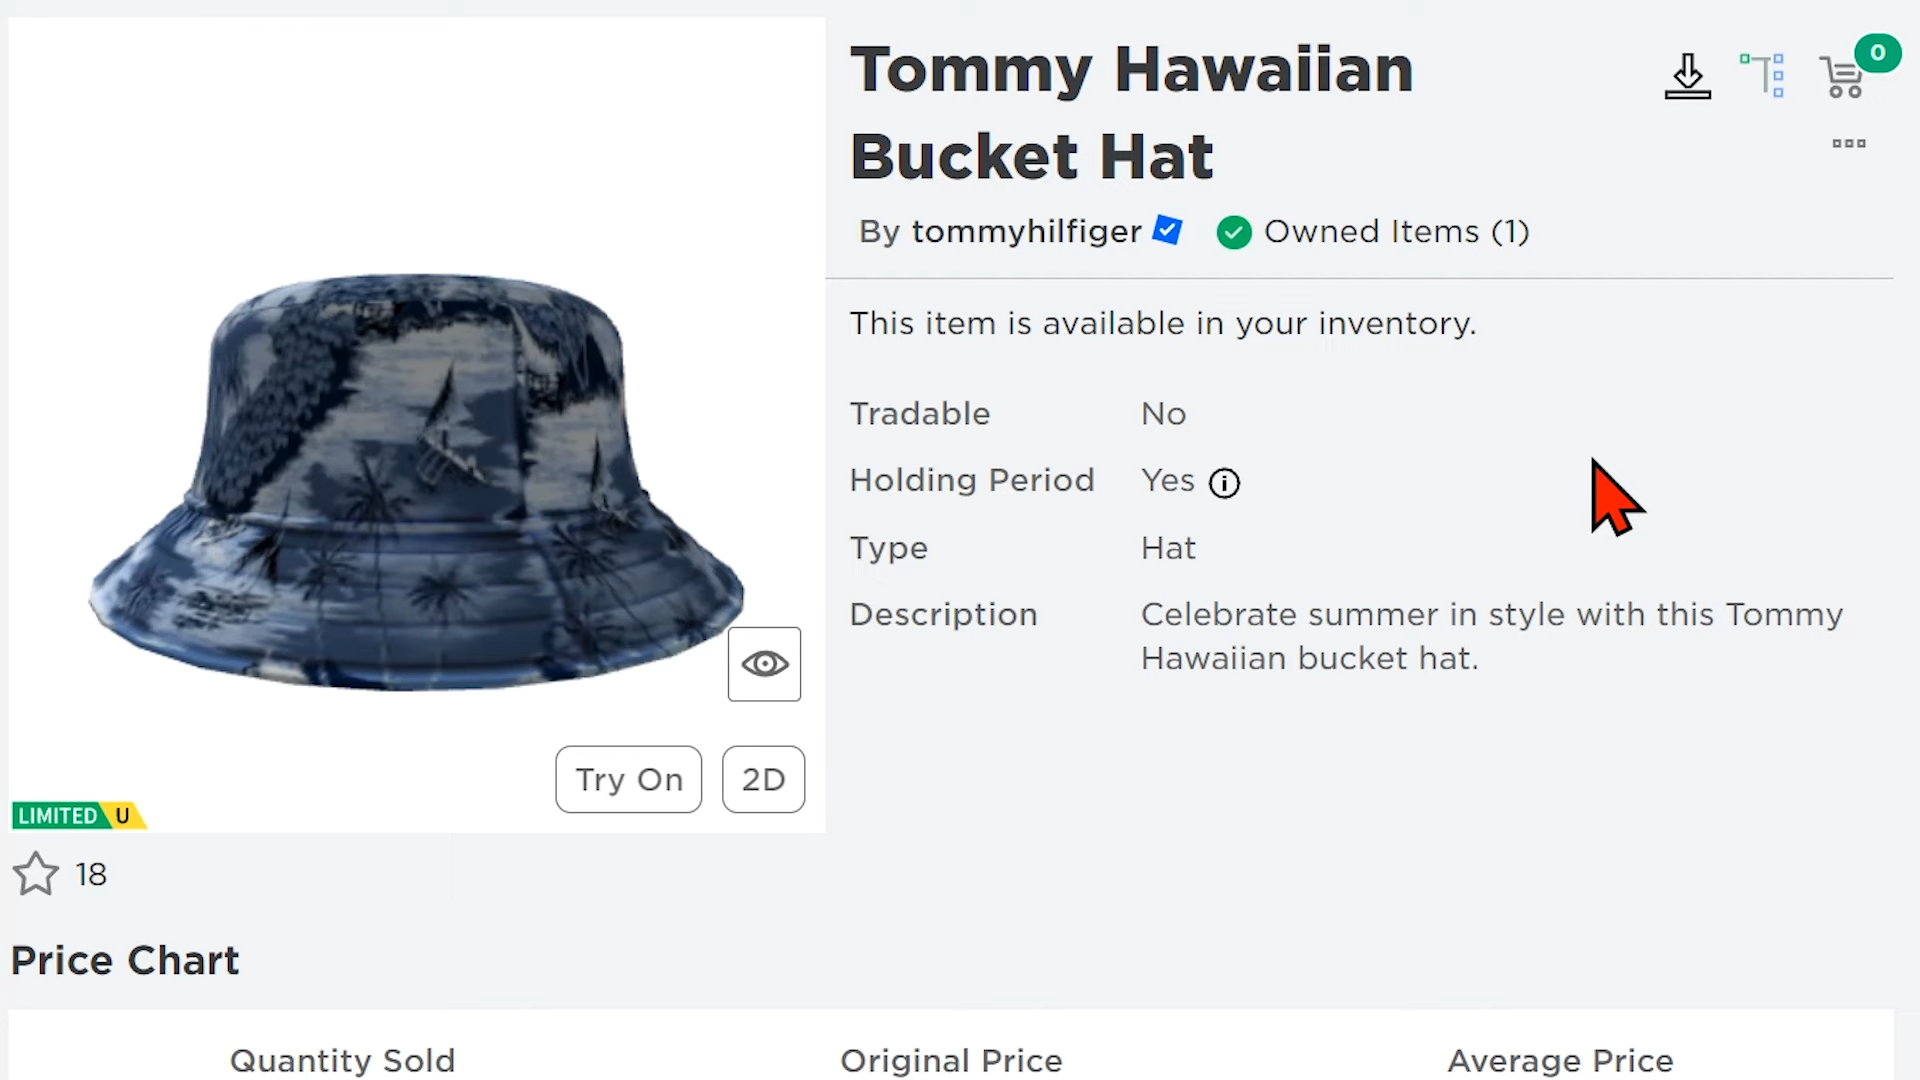 Tommy Hawaiian
Bucket Hat
0
By tommyhilfiger
Owned Items (1)
This item is available in your inventory.
Tradable No
Holding Period Yes
Type Hat
Description Celebrate summer in style with this Tommy
Hawaiian bucket hat.
Try On
2D
LIMITED U
18
Price Chart
Quantity Sold
Original Price
Average Price